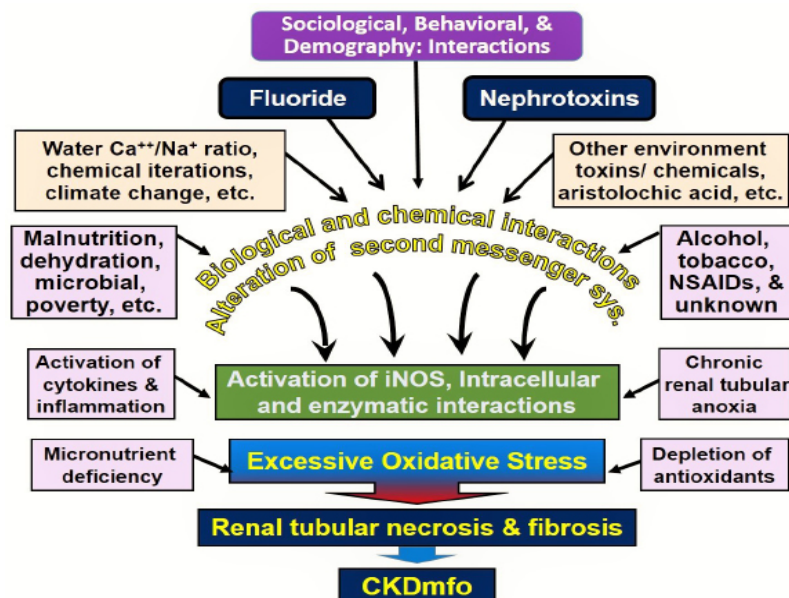 Sociological, Behavioral, &
Demography: Interactions
Fluoride
Nephrotoxins
Water Ca⁺⁺/Na⁺ ratio,
chemical iterations,
climate change, etc.
Other environment
toxins/ chemicals,
aristolochic acid, etc.
Biological and chemical interactions
Alteration of second messenger sys.
Malnutrition,
dehydration,
microbial,
poverty, etc.
Alcohol,
tobacco,
NSAIDs, &
unknown
Activation of
cytokines &
inflammation
Activation of iNOS, Intracellular
and enzymatic interactions
Chronic
renal tubular
anoxia
Micronutrient
deficiency
Excessive Oxidative Stress
Depletion of
antioxidants
Renal tubular necrosis & fibrosis
CKDmfo